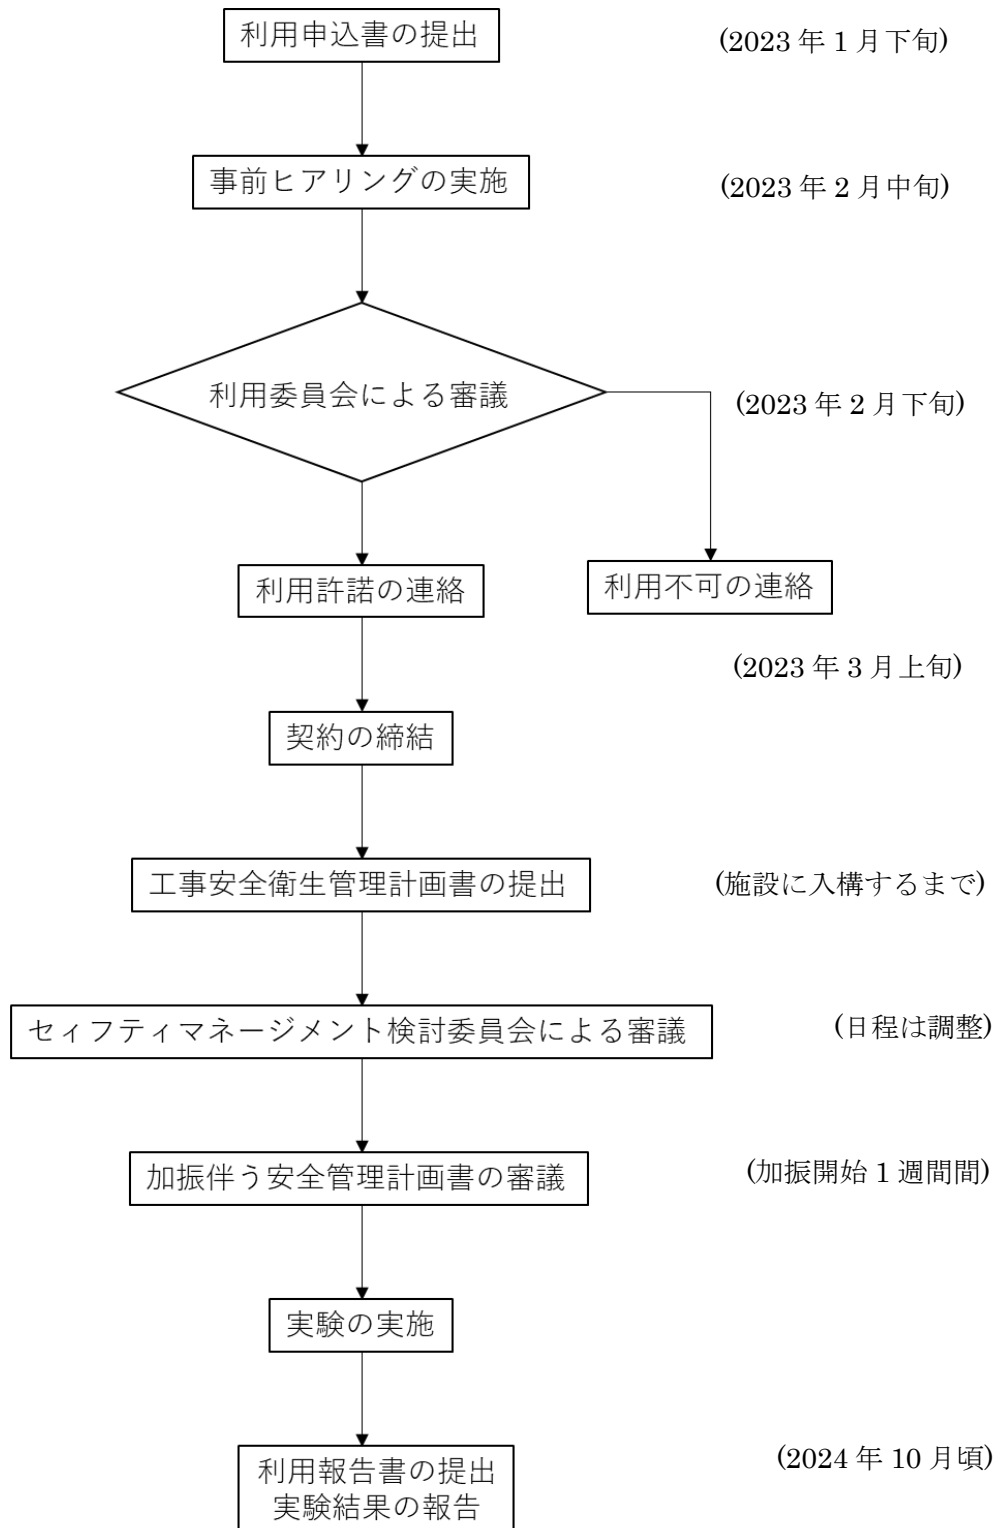 利用申込書の提出
(2023 年 1 月下旬)
事前ヒアリングの実施
(2023 年 2 月中旬)
利用委員会による審議
(2023 年 2 月下旬)
利用許諾の連絡
利用不可の連絡
(2023 年 3 月上旬)
契約の締結
工事安全衛生管理計画書の提出
(施設に入構するまで)
セィフティマネージメント検討委員会による審議
(日程は調整)
加振伴う安全管理計画書の審議
(加振開始 1 週間間)
実験の実施
利用報告書の提出
実験結果の報告
(2024 年 10 月頃)